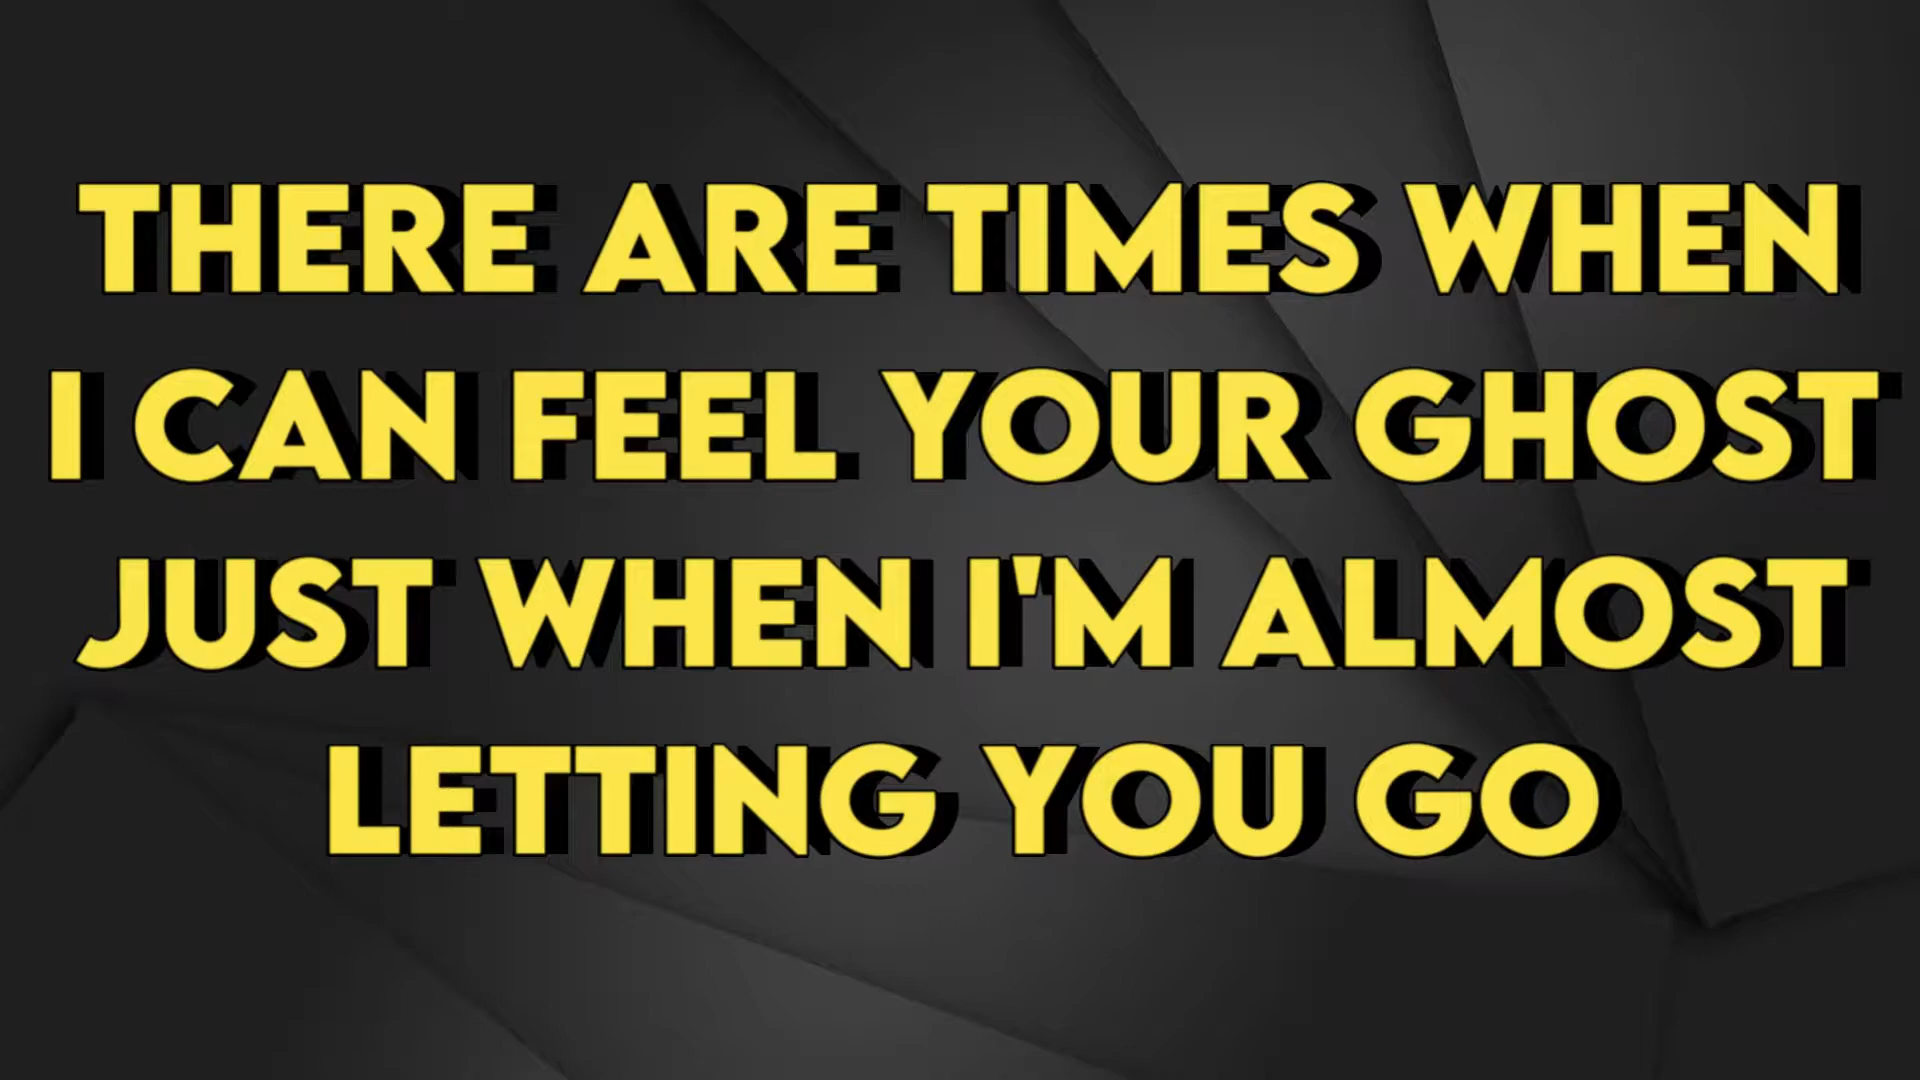 THERE ARE TIMES WHEN
I CAN FEEL YOUR GHOST
JUST WHEN I'M ALMOST
LETTING YOU GO